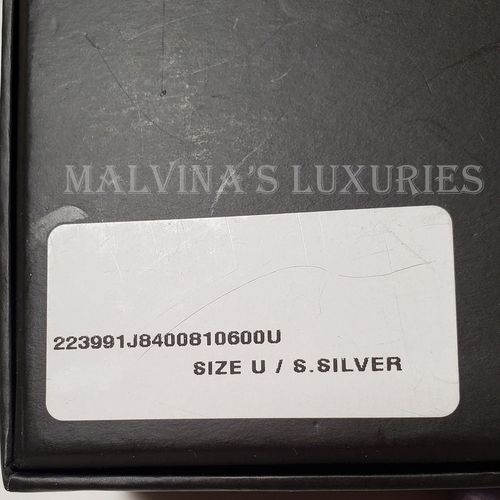 MALVINA'S LUXURIES
223991J8400810600U
SIZE U / S.SILVER